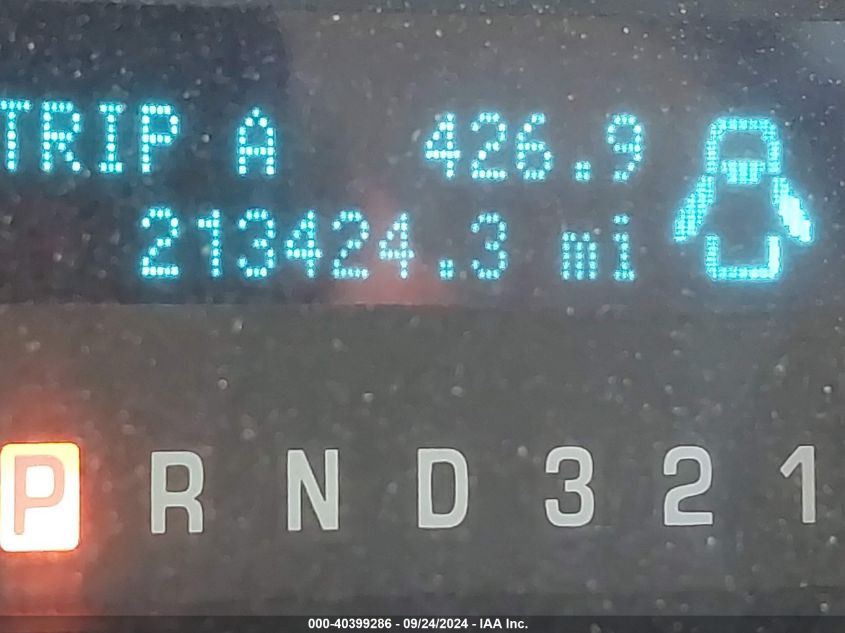 TRIP A 426.9
213424.3 mi
P R N D 3 2 1
000-40399286 - 09/24/2024 - IAA Inc.